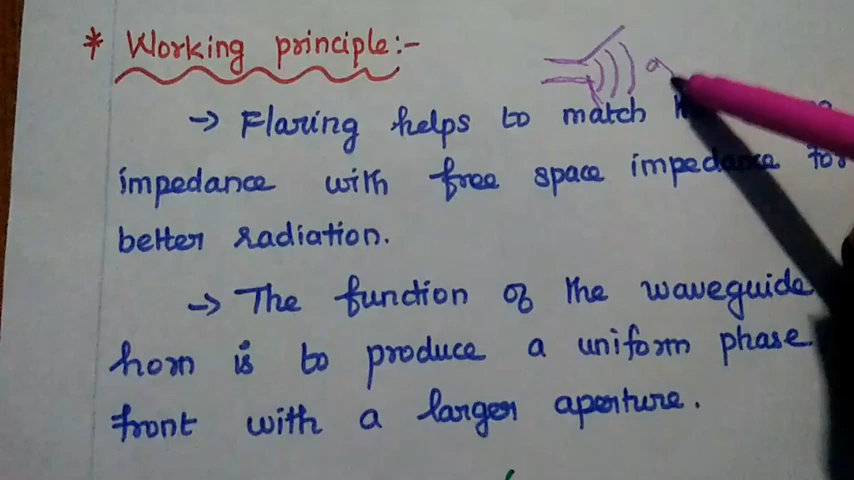 * Working principle:-
→ Flaring helps to match
impedance with free space impedance for
better radiation.
→ The function of the waveguide
horn is to produce a uniform phase
front with a larger aperture.